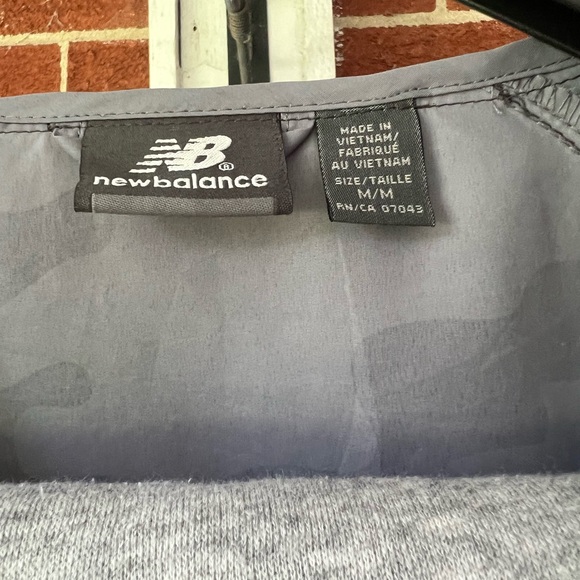 NB®
newbalance
MADE IN
VIETNAM/
FABRIQUÉ
AU VIETNAM
SIZE/TAILLE
M/M
RN/CA 07043